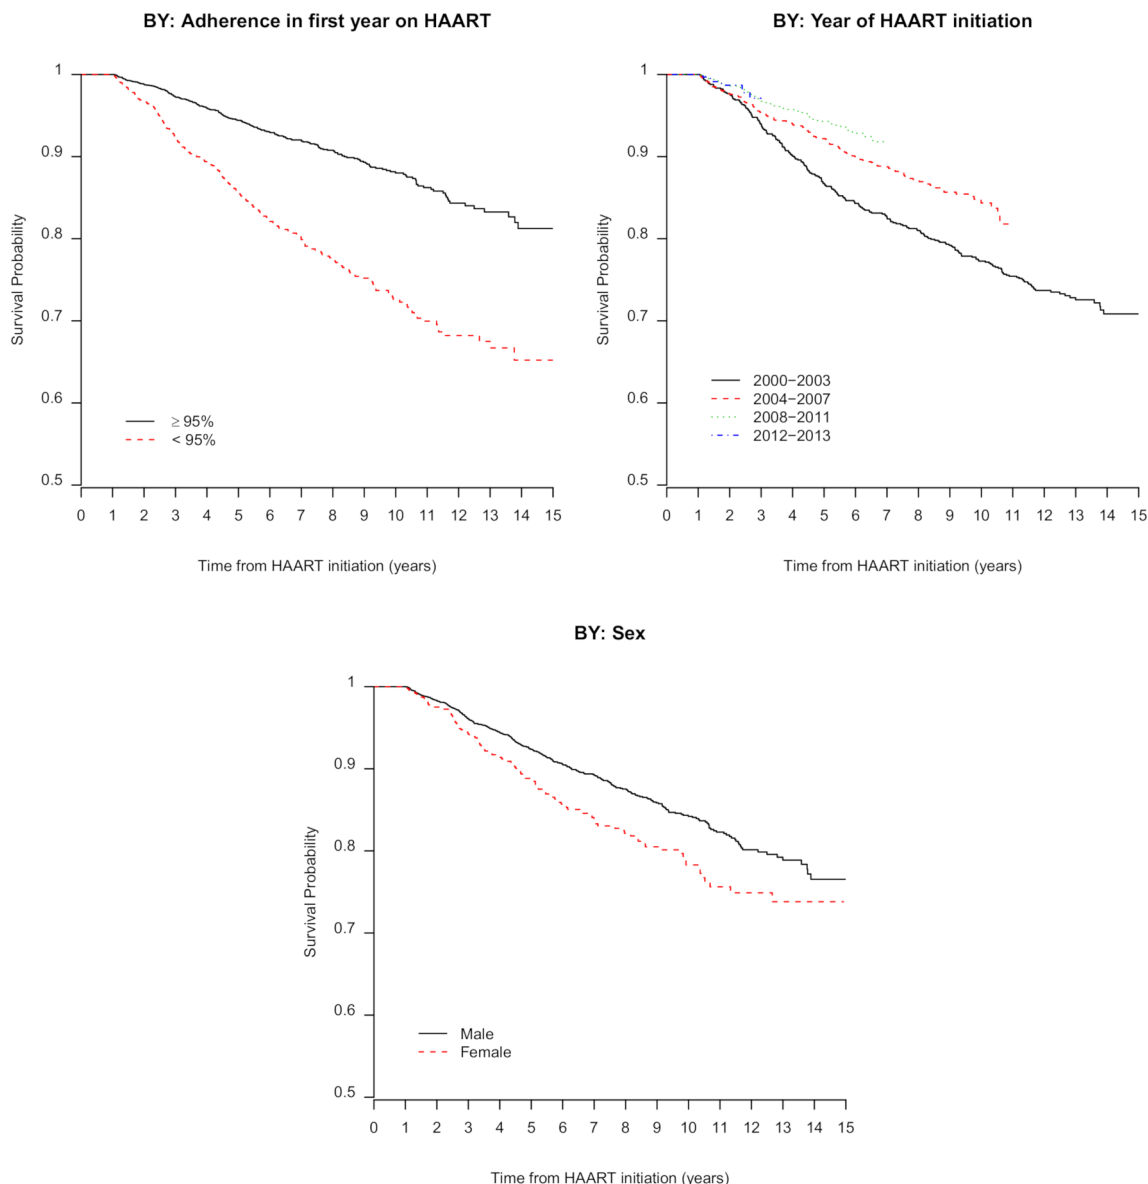 BY: Adherence in first year on HAART
Survival Probability
1
0.9
0.8
0.7
0.6
0.5
≥ 95%
< 95%
0 1 2 3 4 5 6 7 8 9 10 11 12 13 14 15
Time from HAART initiation (years)
BY: Year of HAART initiation
Survival Probability
1
0.9
0.8
0.7
0.6
0.5
2000−2003
2004−2007
2008−2011
2012−2013
0 1 2 3 4 5 6 7 8 9 10 11 12 13 14 15
Time from HAART initiation (years)
BY: Sex
Survival Probability
1
0.9
0.8
0.7
0.6
0.5
Male
Female
0 1 2 3 4 5 6 7 8 9 10 11 12 13 14 15
Time from HAART initiation (years)